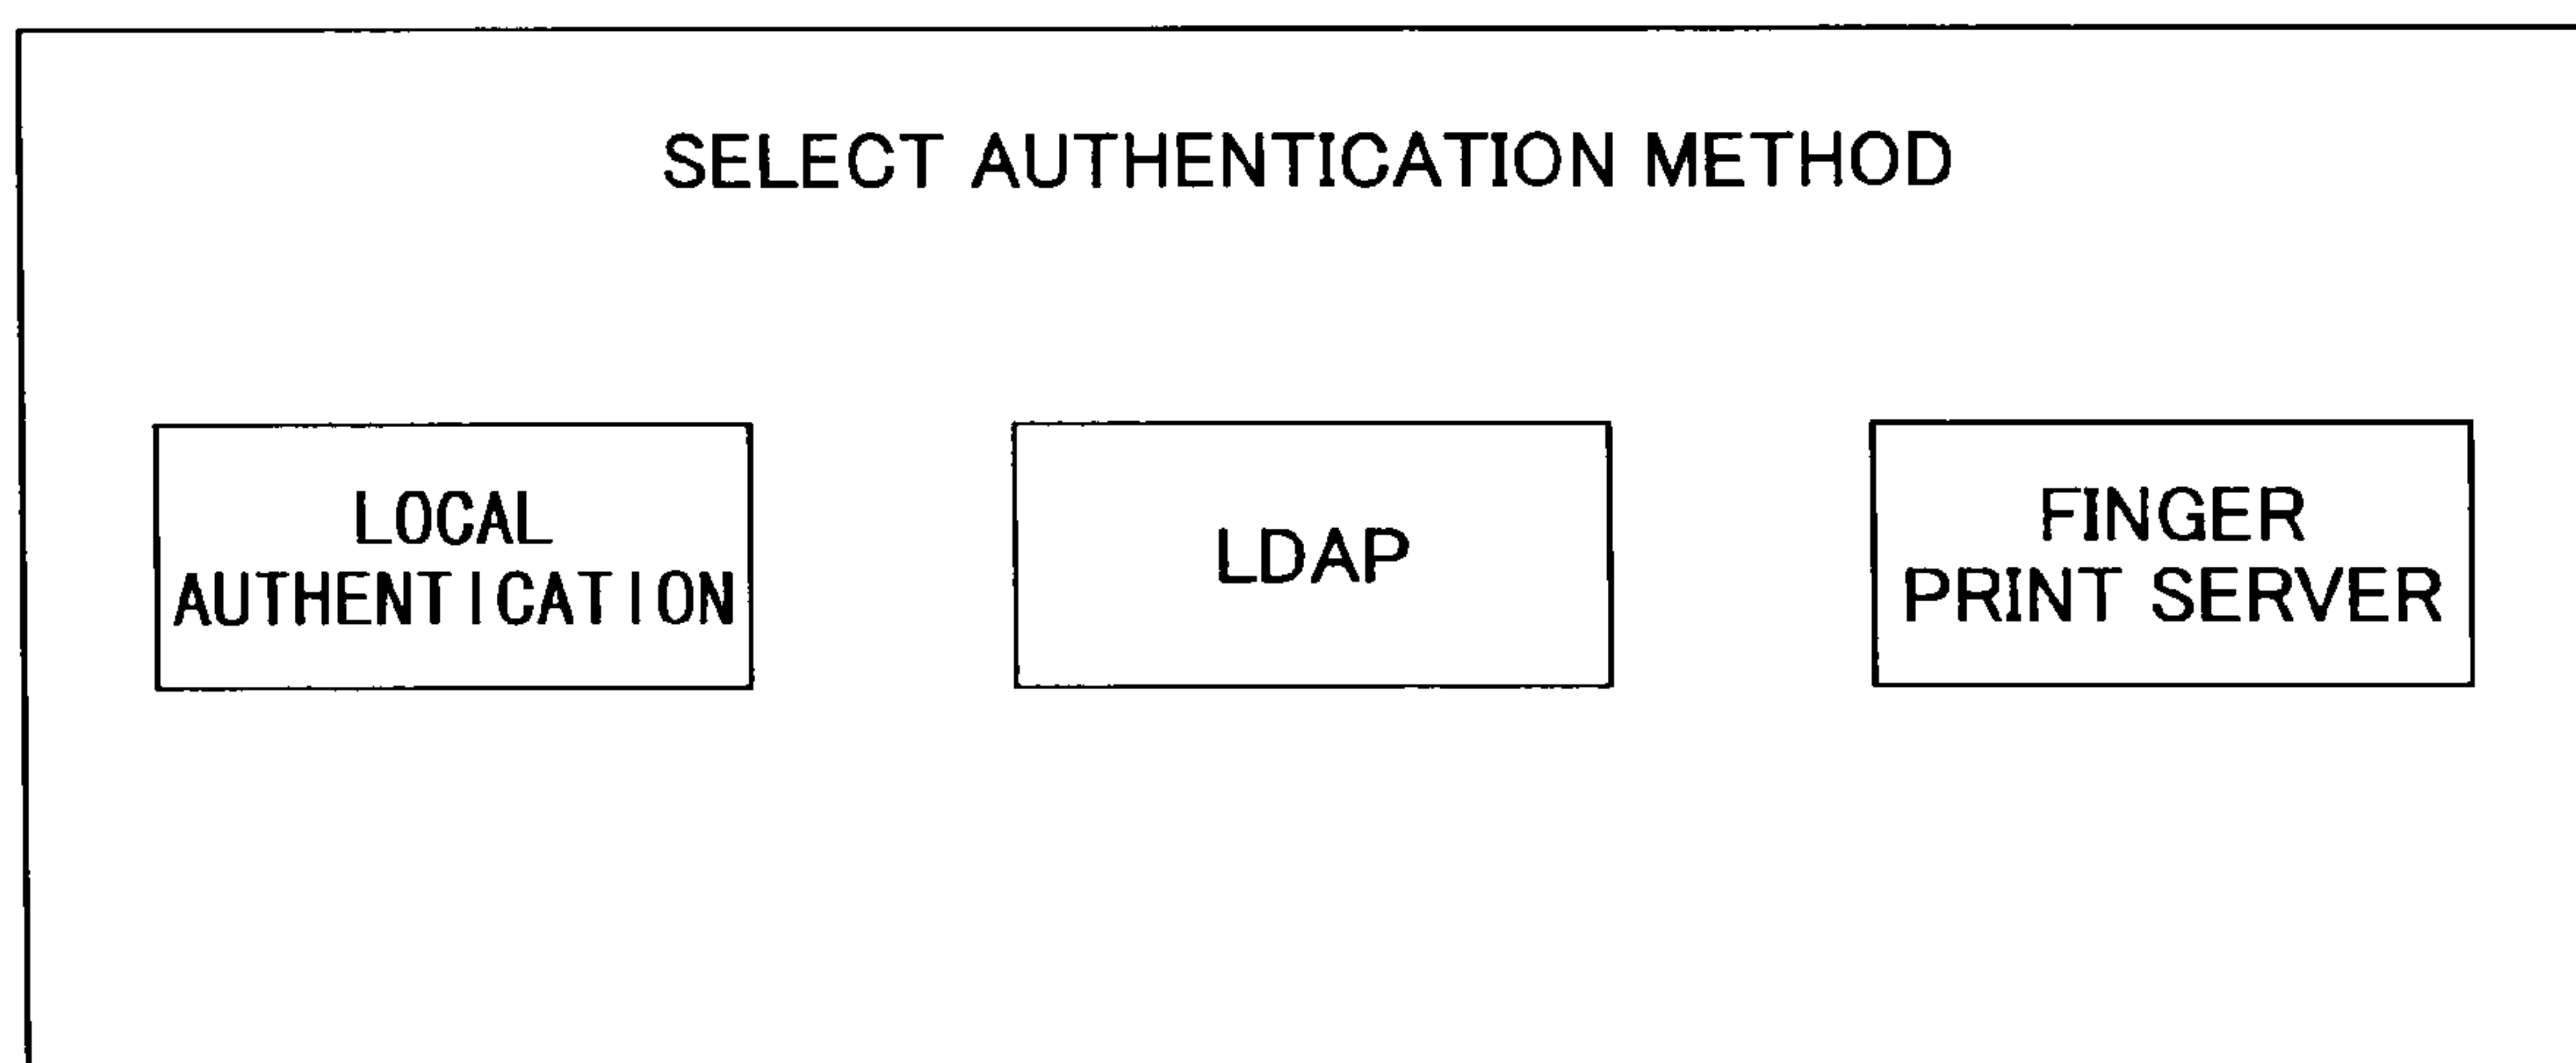 SELECT AUTHENTICATION METHOD
LOCAL
AUTHENTICATION
LDAP
FINGER
PRINT SERVER